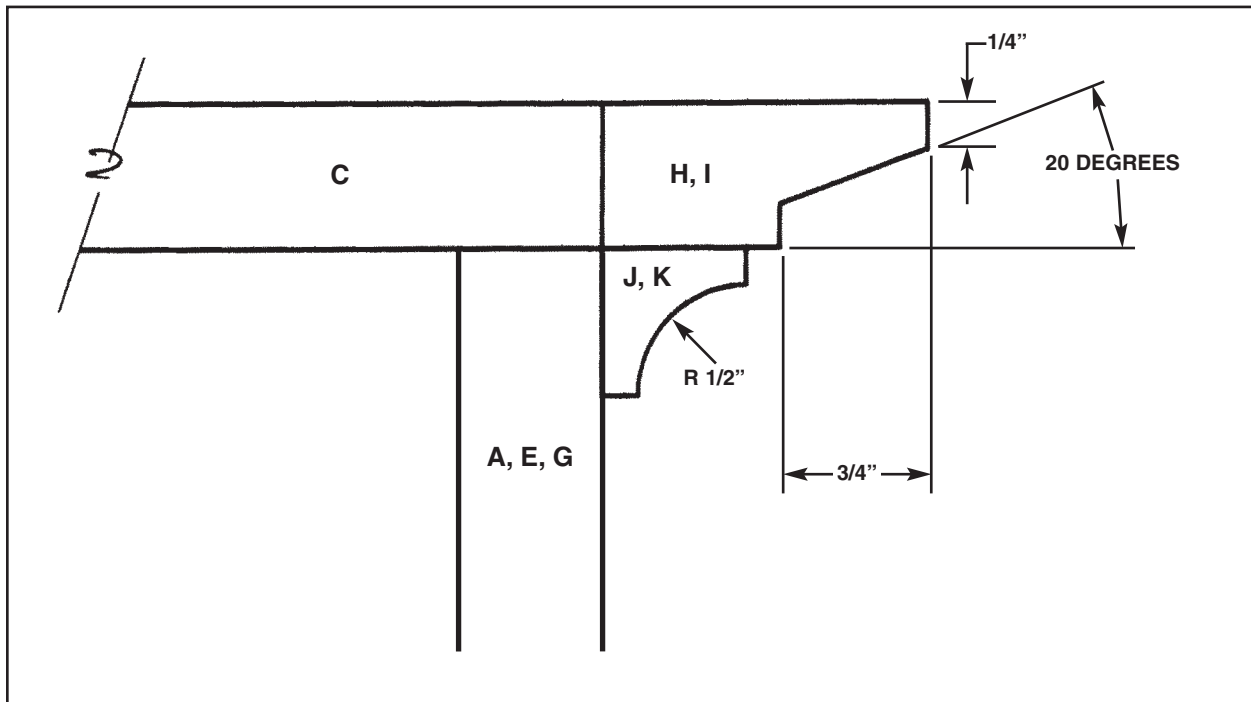 1/4”
20 DEGREES
C
H, I
J, K
R 1/2”
A, E, G
3/4”